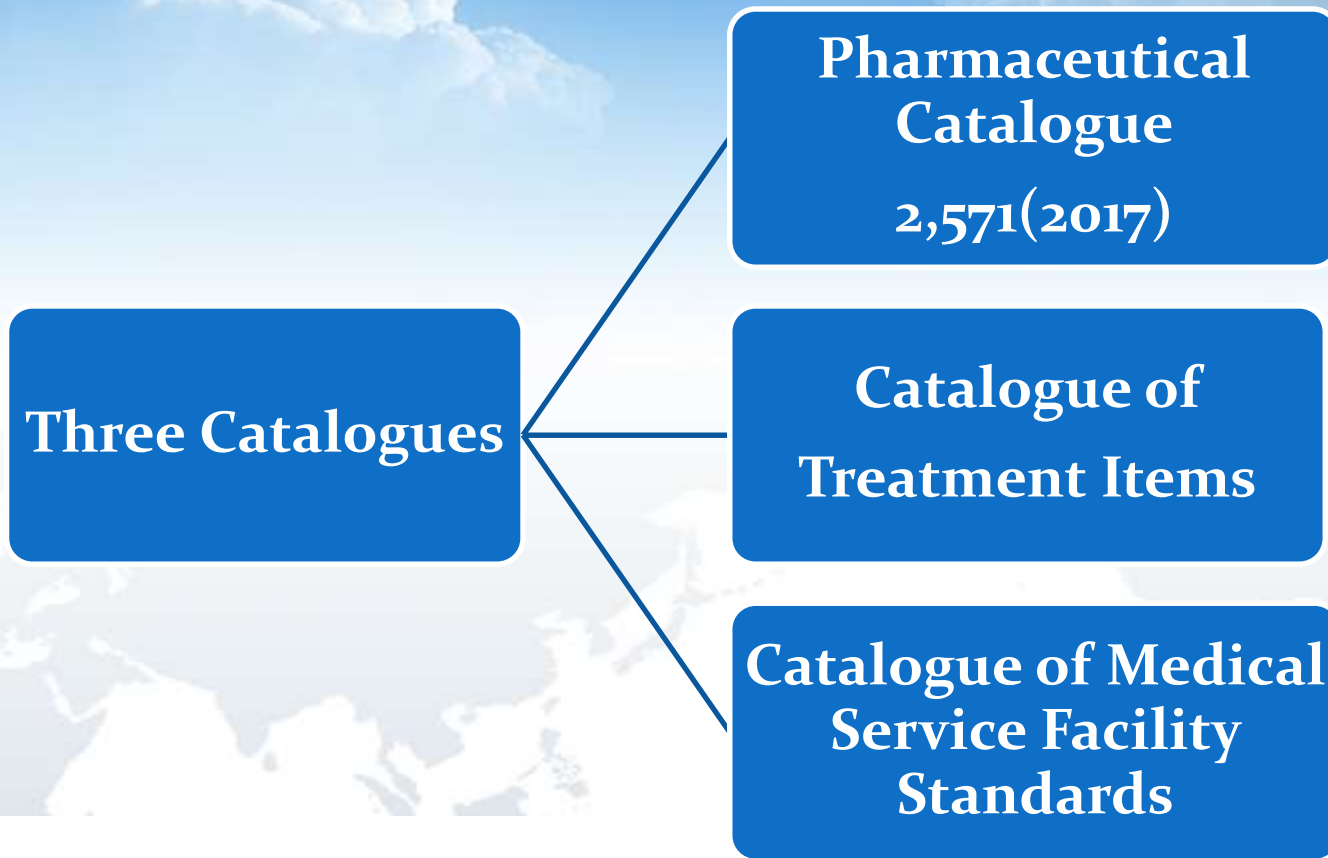 Three Catalogues
Pharmaceutical
Catalogue
2,571(2017)
Catalogue of
Treatment Items
Catalogue of Medical
Service Facility
Standards